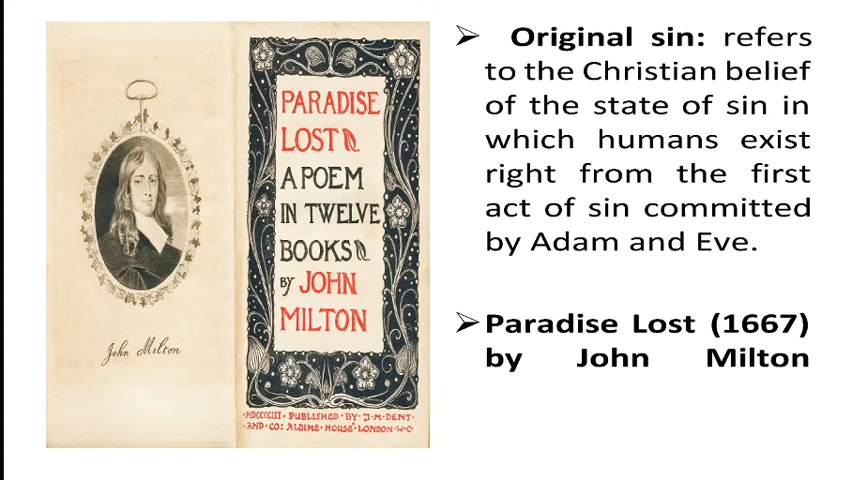 John Milton
PARADISE
LOST
A POEM
IN TWELVE
BOOKS
BY JOHN
MILTON
·MDCCCCIII· PUBLISHED · BY · J · M · DENT ·
· AND · CO: ALDINE · HOUSE · LONDON · W · C ·
➢ Original sin: refers
to the Christian belief
of the state of sin in
which humans exist
right from the first
act of sin committed
by Adam and Eve.
➢ Paradise Lost (1667)
by John Milton